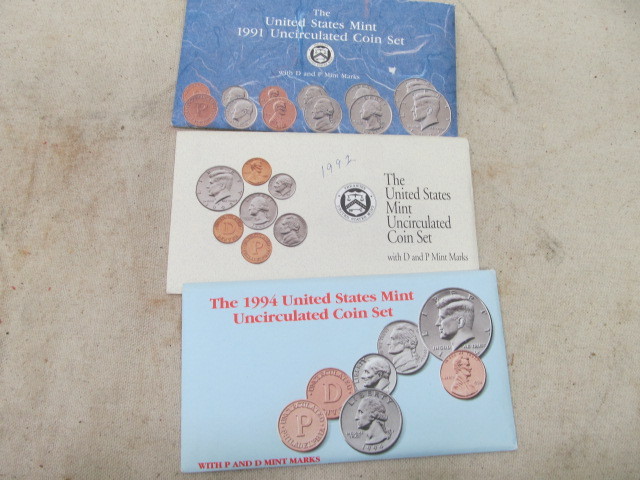 The
United States Mint
1991 Uncirculated Coin Set
With D and P Mint Marks
P
1992
The
United States
Mint
Uncirculated
Coin Set
with D and P Mint Marks
D
P
The 1994 United States Mint
Uncirculated Coin Set
D
P
LIBERTY
WITH P AND D MINT MARKS